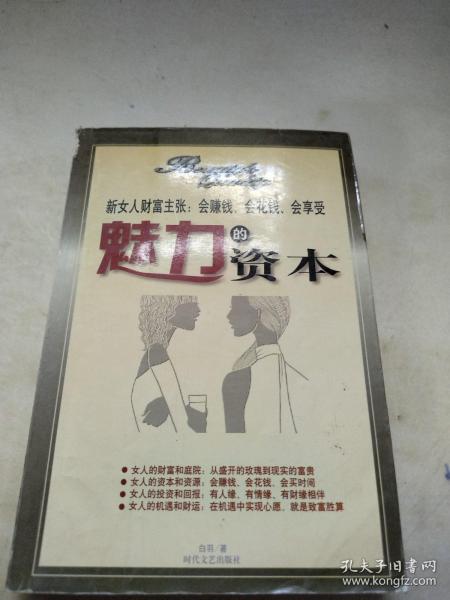 新女人财富主张：会赚钱、会花钱、会享受
魅力的资本
● 女人的财富和庭院：从盛开的玫瑰到现实的富贵
● 女人的资本和资源：会赚钱、会花钱、会买时间
● 女人的投资和回报：有人缘、有情缘、有财缘相伴
● 女人的机遇和财运：在机遇中实现心愿，就是致富胜算
白羽/著
时代文艺出版社
孔夫子旧书网
www.kongfz.com